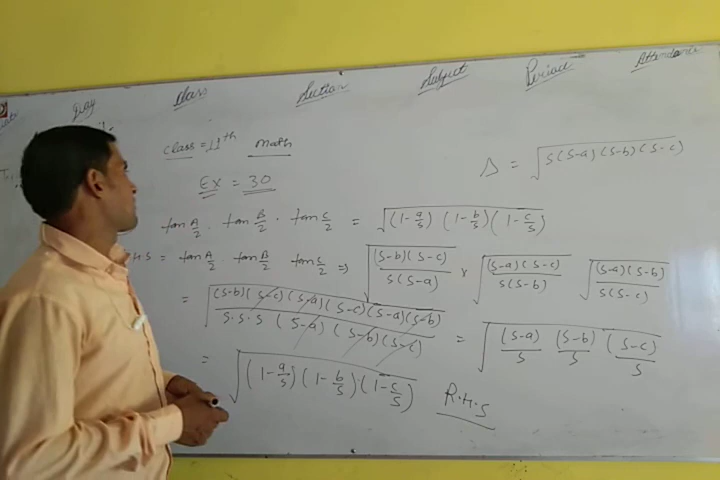 Day Class Section Subject Period Attendance
class = 11th Math
Ex = 30
Δ = √(s(s-a)(s-b)(s-c))
tan A/2 . tan B/2 . tan C/2 = √((1-a/s)(1-b/s)(1-c/s))
HS = tan A/2 tan B/2 tan C/2 => √((s-b)(s-c)/s(s-a)) × √((s-a)(s-c)/s(s-b)) √((s-a)(s-b)/s(s-c))
= √((s-b)(s-c)(s-a)(s-c)(s-a)(s-b)/s.s.s(s-a)(s-b)(s-c)) = √((s-a)/s (s-b)/s (s-c)/s)
= √((1-a/s)(1-b/s)(1-c/s)) R.H.S